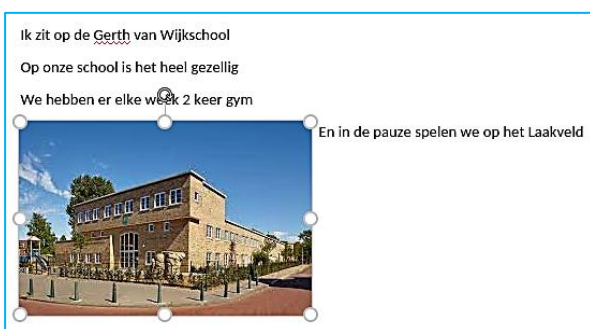 Ik zit op de Gerth van Wijkschool
Op onze school is het heel gezellig
We hebben er elke week 2 keer gym
En in de pauze spelen we op het Laakveld